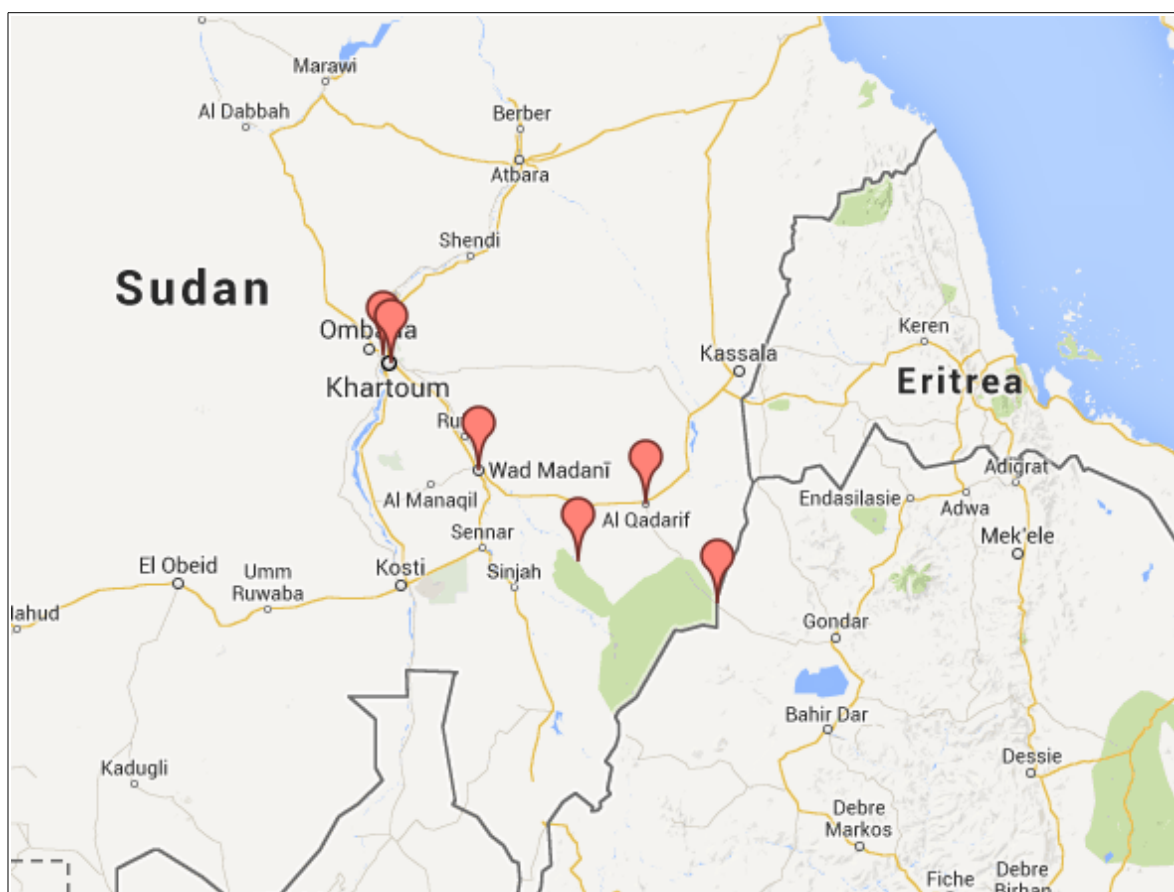 Marawi
Al Dabbah
Berber
Atbara
Shendi
Sudan
Khartoum
Kassala
Keren
Eritrea
Wad Madanī
Al Manaqil
Al Qadarif
Endasilasie
Adigrat
Adwa
Sennar
Mek'ele
El Obeid
Umm
Ruwaba
Kosti
Sinjah
Gondar
Bahir Dar
Dessie
Kadugli
Debre
Markos
Fiche
Debre
Birhan